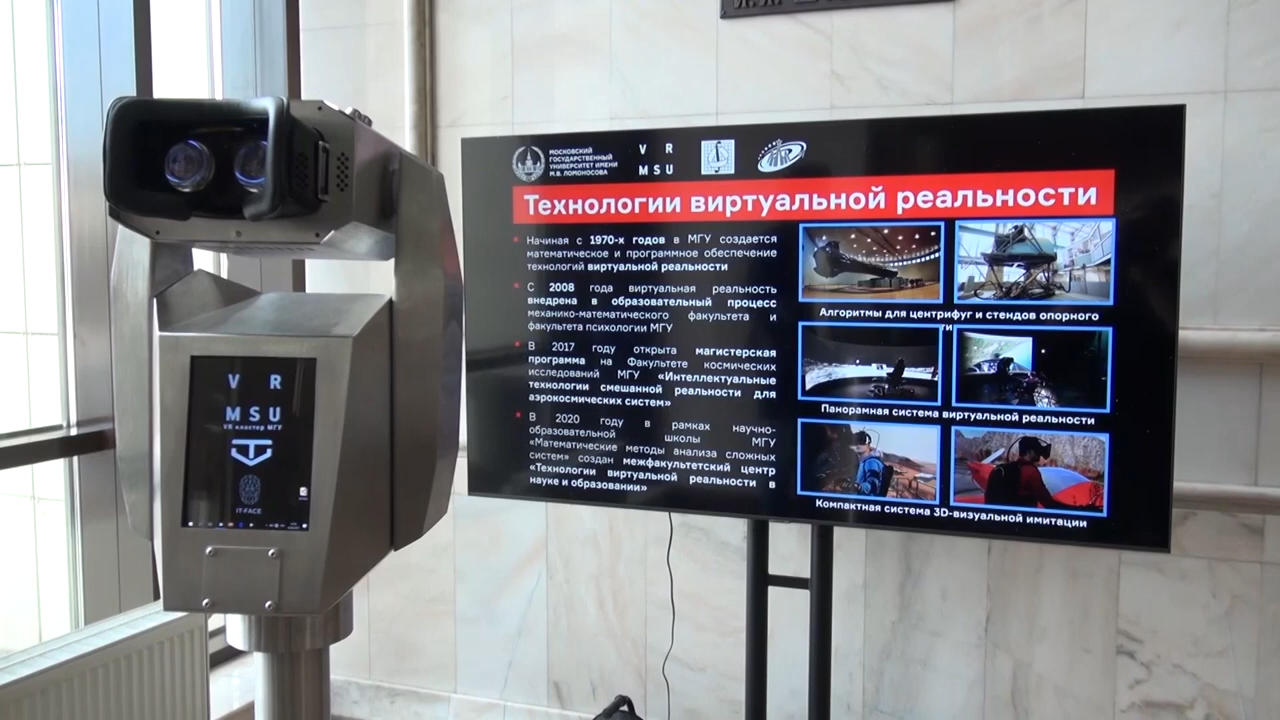 МОСКОВСКИЙ
ГОСУДАРСТВЕННЫЙ
УНИВЕРСИТЕТ ИМЕНИ
М.В. ЛОМОНОСОВА
V R
M S U
Технологии виртуальной реальности
Начиная с 1970-х годов в МГУ создается
математическое и программное обеспечение
технологий виртуальной реальности
С 2008 года виртуальная реальность
внедрена в образовательный процесс
механико-математического факультета и
факультета психологии МГУ
В 2017 году открыта магистерская
программа на Факультете космических
исследований МГУ «Интеллектуальные
технологии смешанной реальности для
аэрокосмических систем»
В 2020 году в рамках научно-
образовательной школы МГУ
«Математические методы анализа сложных
систем» создан межфакультетский центр
«Технологии виртуальной реальности в
науке и образовании»
Алгоритмы для центрифуг и стендов опорного
Панорамная система виртуальной реальности
Компактная система 3D-визуальной имитации
V R
MSU
VR кластер МГУ
IT-FACE